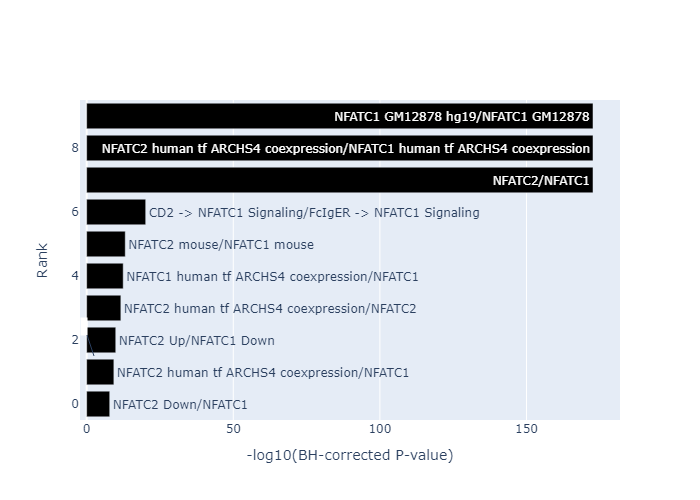 NFATC1 GM12878 hg19/NFATC1 GM12878
8
NFATC2 human tf ARCHS4 coexpression/NFATC1 human tf ARCHS4 coexpression
NFATC2/NFATC1
6
CD2 -> NFATC1 Signaling/FcIgER -> NFATC1 Signaling
NFATC2 mouse/NFATC1 mouse
Rank
4
NFATC1 human tf ARCHS4 coexpression/NFATC1
NFATC2 human tf ARCHS4 coexpression/NFATC2
2
NFATC2 Up/NFATC1 Down
NFATC2 human tf ARCHS4 coexpression/NFATC1
0
NFATC2 Down/NFATC1
0 50 100 150
-log10(BH-corrected P-value)